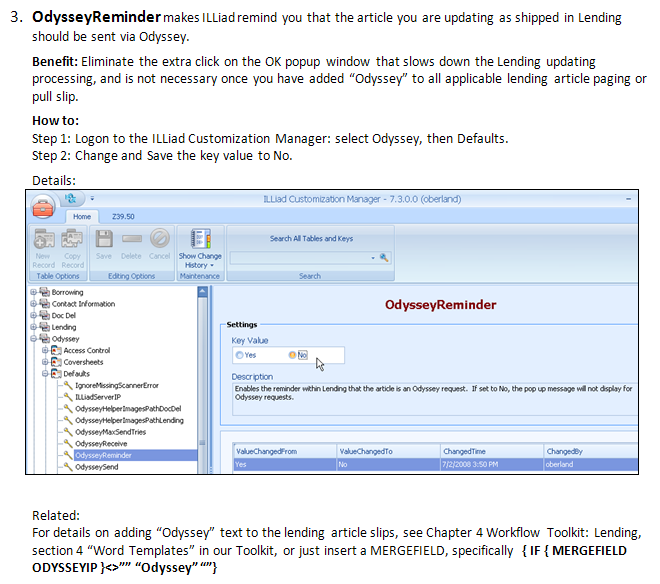 3. OdysseyReminder makes ILLiad remind you that the article you are updating as shipped in Lending
should be sent via Odyssey.
Benefit: Eliminate the extra click on the OK popup window that slows down the Lending updating
processing, and is not necessary once you have added “Odyssey” to all applicable lending article paging or
pull slip.
How to:
Step 1: Logon to the ILLiad Customization Manager: select Odyssey, then Defaults.
Step 2: Change and Save the key value to No.
Details:
ILLiad Customization Manager - 7.3.0.0 (oberland)
Home Z39.50
New Record Copy Record Save Delete Cancel Show Change History
Search All Tables and Keys
Table Options Editing Options Maintenance Search
Borrowing
Contact Information
Doc Del
Lending
Odyssey
Access Control
Coversheets
Defaults
IgnoreMissingScannerError
ILLiadServerIP
OdysseyHelperImagesPathDocDel
OdysseyHelperImagesPathLending
OdysseyMaxSendTries
OdysseyReceive
OdysseyReminder
OdysseySend
OdysseyReminder
Settings
Key Value
Yes No
Description
Enables the reminder within Lending that the article is an Odyssey request. If set to No, the pop up message will not display for
Odyssey requests.
ValueChangedFrom ValueChangedTo ChangedTime ChangedBy
Yes No 7/2/2008 3:50 PM oberland
Related:
For details on adding “Odyssey” text to the lending article slips, see Chapter 4 Workflow Toolkit: Lending,
section 4 “Word Templates” in our Toolkit, or just insert a MERGEFIELD, specifically { IF { MERGEFIELD
ODYSSEYIP }<>”” “Odyssey” “”}